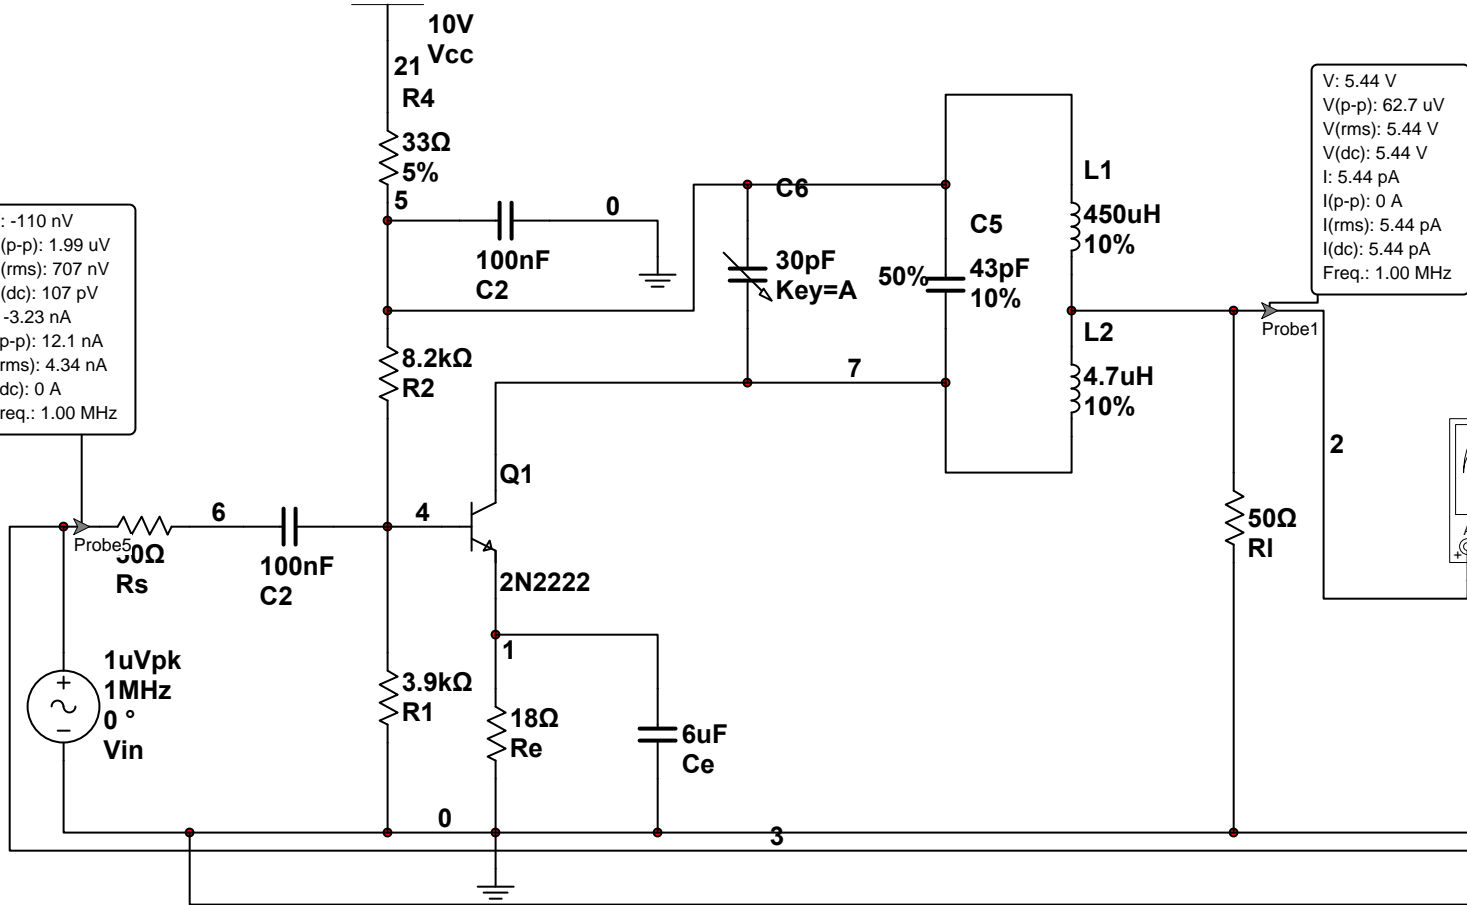 10V
Vcc
21
R4
33Ω
5%
5
0
100nF
C2
: -110 nV
(p-p): 1.99 uV
(rms): 707 nV
(dc): 107 pV
-3.23 nA
p-p): 12.1 nA
rms): 4.34 nA
dc): 0 A
req.: 1.00 MHz
C6
30pF
Key=A
50%
C5
43pF
10%
L1
450uH
10%
L2
4.7uH
10%
V: 5.44 V
V(p-p): 62.7 uV
V(rms): 5.44 V
V(dc): 5.44 V
I: 5.44 pA
I(p-p): 0 A
I(rms): 5.44 pA
I(dc): 5.44 pA
Freq.: 1.00 MHz
Probe1
8.2kΩ
R2
7
2
Q1
6
4
Probe5
0Ω
Rs
100nF
C2
2N2222
50Ω
Rl
1
1uVpk
1MHz
0 °
Vin
3.9kΩ
R1
18Ω
Re
6uF
Ce
0
3